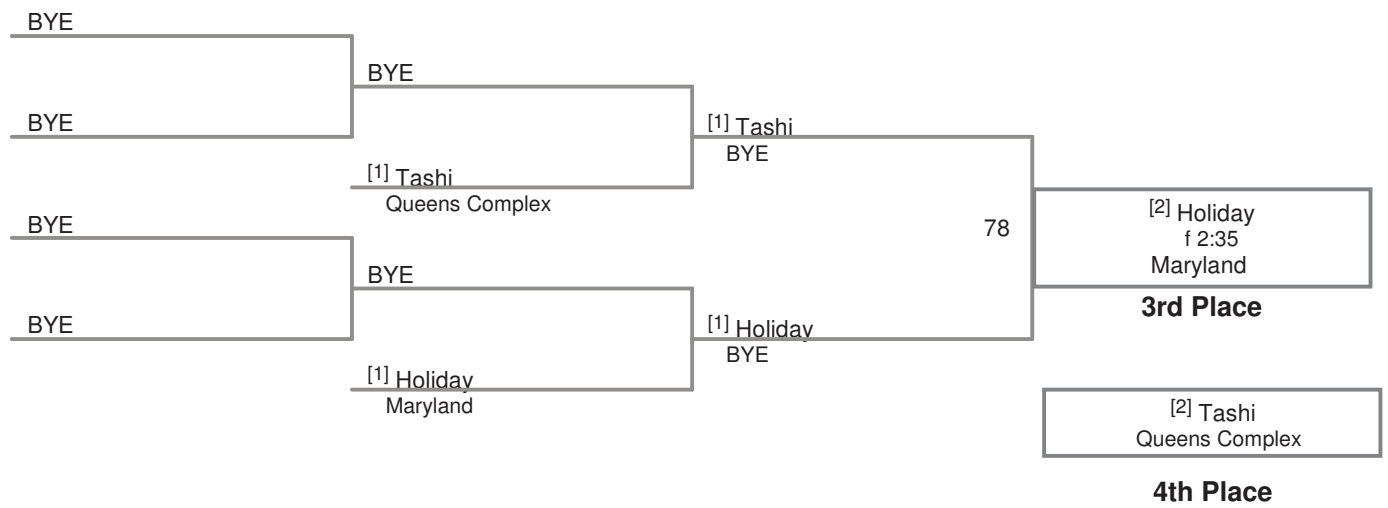 BYE
BYE
BYE
[1] Tashi
BYE
[1] Tashi
Queens Complex
BYE
78
[2] Holiday
f 2:35
Maryland
3rd Place
BYE
BYE
[1] Holiday
BYE
[1] Holiday
Maryland
[2] Tashi
Queens Complex
4th Place